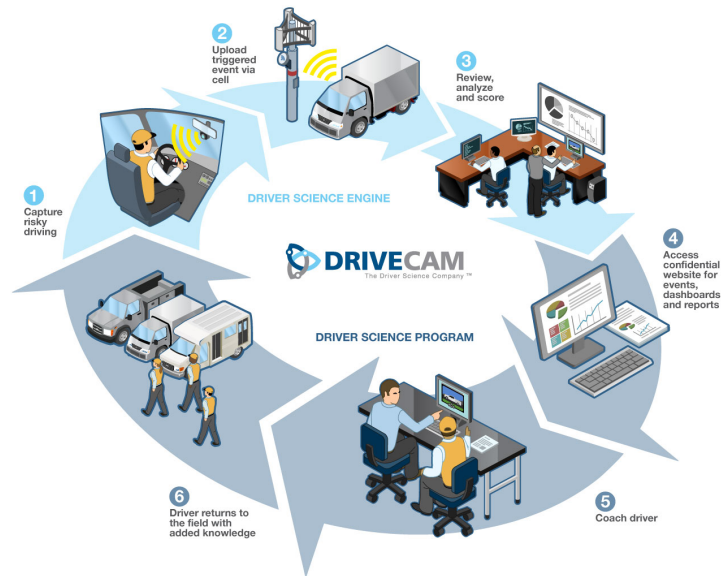 2
Upload
triggered
event via
cell
3
Review,
analyze
and score
DRIVER SCIENCE ENGINE
1
Capture
risky
driving
4
Access
confidential
website for
events,
dashboards
and reports
DRIVECAM
The Driver Science Company ™
DRIVER SCIENCE PROGRAM
6
Driver returns to
the field with
added knowledge
5
Coach driver